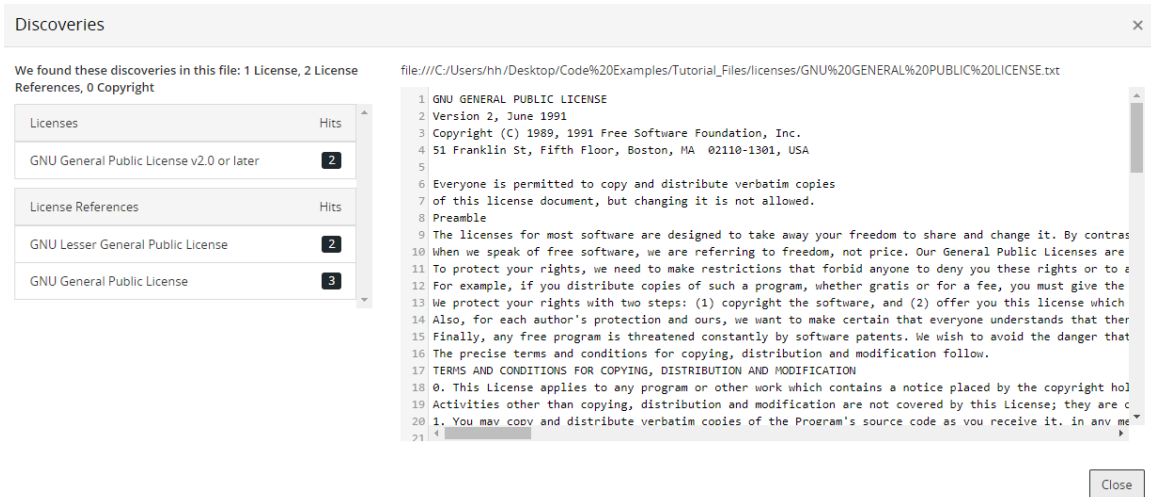 Discoveries
×
We found these discoveries in this file: 1 License, 2 License
References, 0 Copyright
Licenses Hits
GNU General Public License v2.0 or later 2
License References Hits
GNU Lesser General Public License 2
GNU General Public License 3
file:///C:/Users/hh/Desktop/Code%20Examples/Tutorial_Files/licenses/GNU%20GENERAL%20PUBLIC%20LICENSE.txt
1 GNU GENERAL PUBLIC LICENSE
2 Version 2, June 1991
3 Copyright (C) 1989, 1991 Free Software Foundation, Inc.
4 51 Franklin St, Fifth Floor, Boston, MA  02110-1301, USA
5
6 Everyone is permitted to copy and distribute verbatim copies
7 of this license document, but changing it is not allowed.
8 Preamble
9 The licenses for most software are designed to take away your freedom to share and change it. By contras
10 When we speak of free software, we are referring to freedom, not price. Our General Public Licenses are
11 To protect your rights, we need to make restrictions that forbid anyone to deny you these rights or to a
12 For example, if you distribute copies of such a program, whether gratis or for a fee, you must give the
13 We protect your rights with two steps: (1) copyright the software, and (2) offer you this license which
14 Also, for each author's protection and ours, we want to make certain that everyone understands that ther
15 Finally, any free program is threatened constantly by software patents. We wish to avoid the danger that
16 The precise terms and conditions for copying, distribution and modification follow.
17 TERMS AND CONDITIONS FOR COPYING, DISTRIBUTION AND MODIFICATION
18 0. This License applies to any program or other work which contains a notice placed by the copyright hol
19 Activities other than copying, distribution and modification are not covered by this License; they are o
20 1. You may copy and distribute verbatim copies of the Program's source code as you receive it, in any me
21
Close